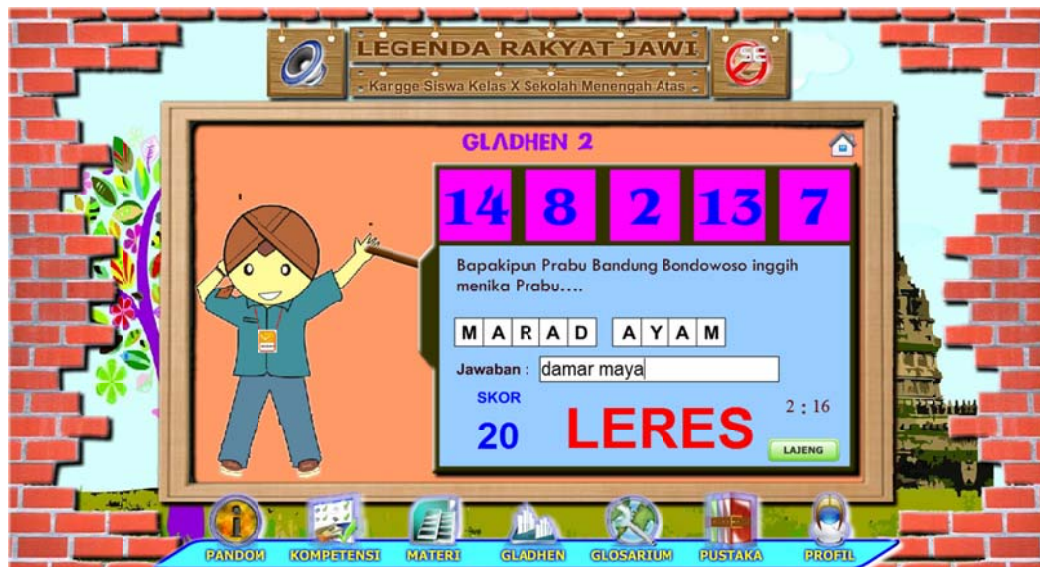 LEGENDA RAKYAT JAWI
Kargge Siswa Kelas X Sekolah Menengah Atas
SE
GLADHEN 2
14 8 2 13 7
Bapakipun Prabu Bandung Bondowoso inggih
menika Prabu....
M A R A D A Y A M
Jawaban : damar maya
SKOR
20
LERES
2 : 16
LAJENG
PANDOM KOMPETENSI MATERI GLADHEN GLOSARIUM PUSTAKA PROFIL